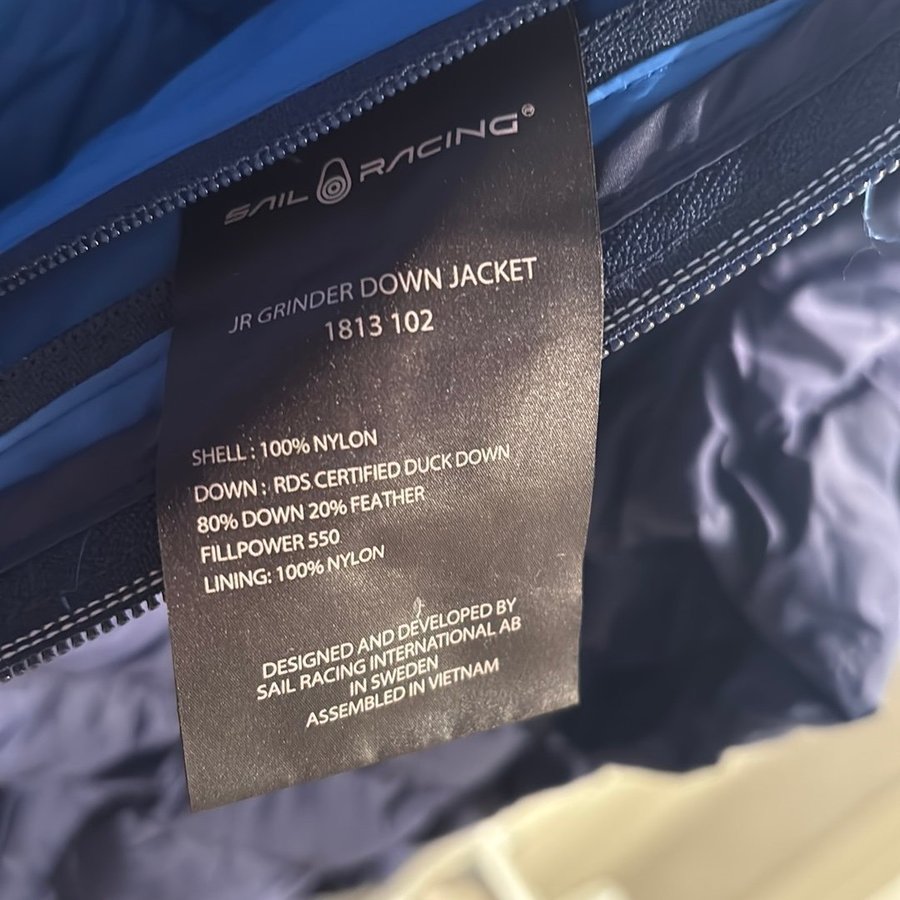 SAIL RACING®
JR GRINDER DOWN JACKET
1813 102
SHELL : 100% NYLON
DOWN : RDS CERTIFIED DUCK DOWN
80% DOWN 20% FEATHER
FILLPOWER 550
LINING: 100% NYLON
DESIGNED AND DEVELOPED BY
SAIL RACING INTERNATIONAL AB
IN SWEDEN
ASSEMBLED IN VIETNAM